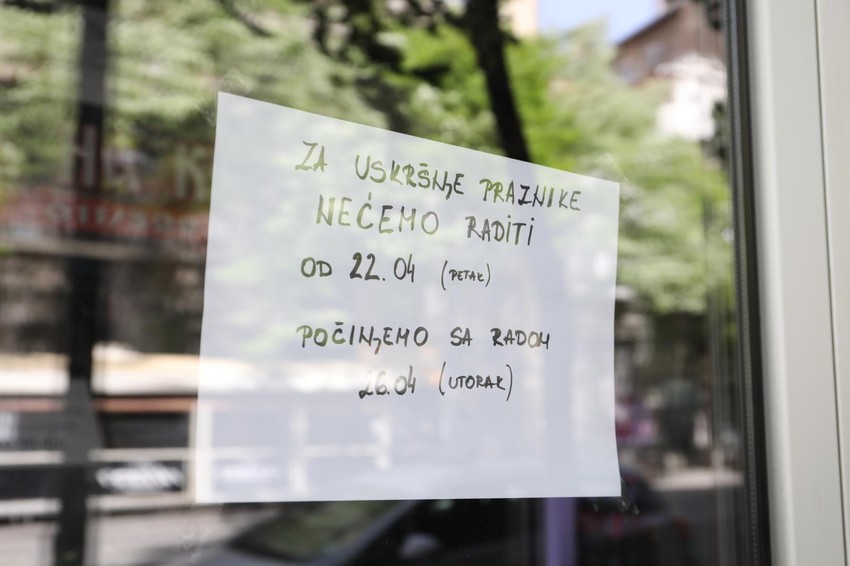 ZA USKRŠNJE PRAZNIKE
NEĆEMO RADITI
OD 22.04 (PETAK)
POČINJEMO SA RADOM
26.04 (UTORAK)